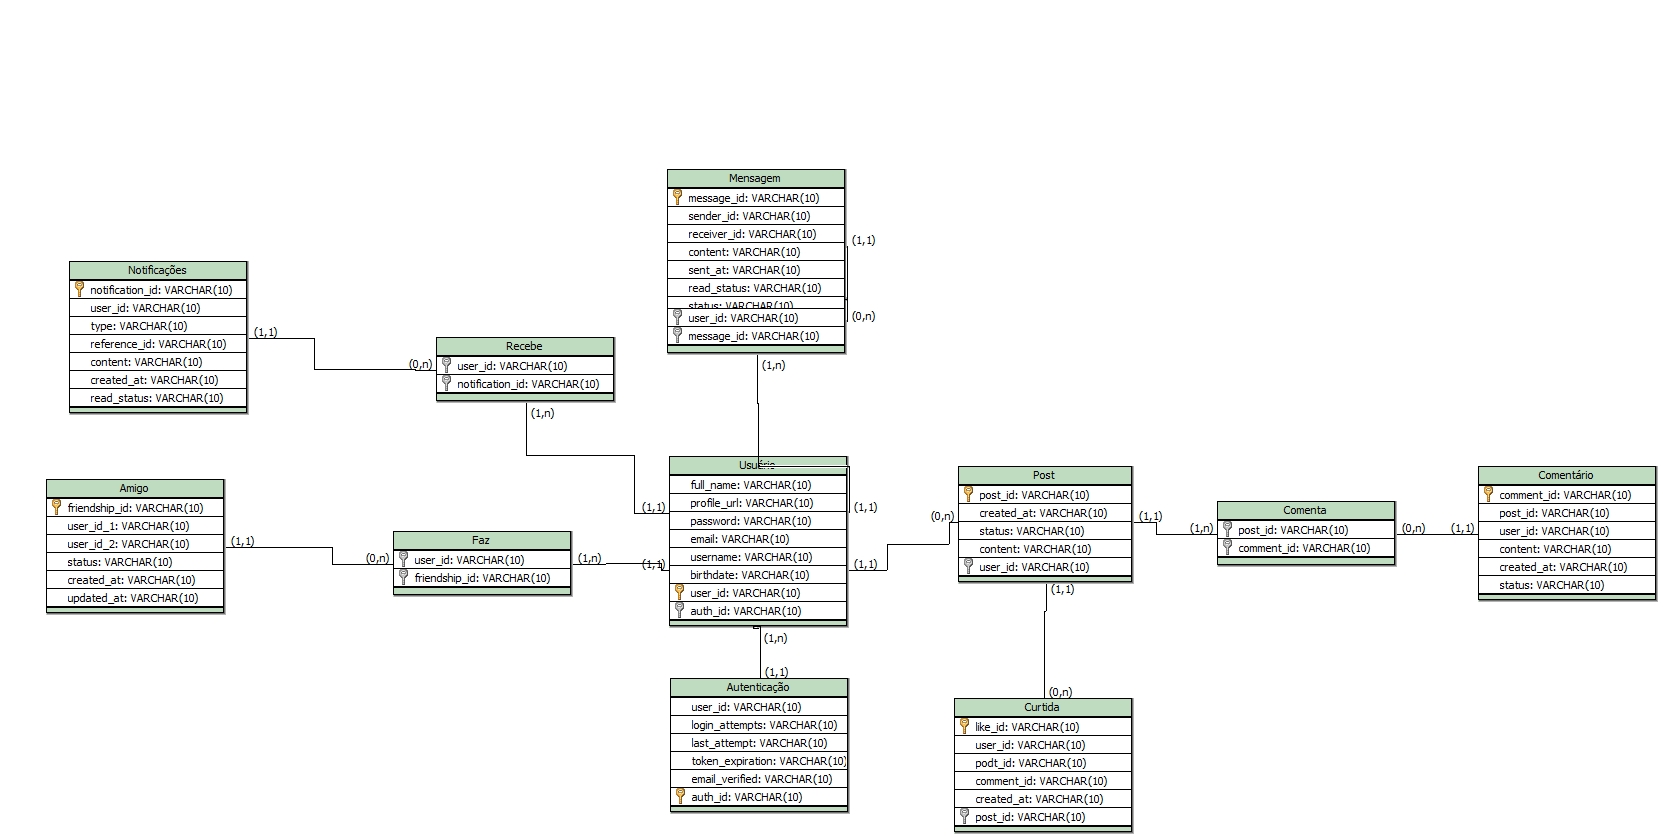 Mensagem
message_id: VARCHAR(10)
sender_id: VARCHAR(10)
receiver_id: VARCHAR(10)
content: VARCHAR(10)
sent_at: VARCHAR(10)
read_status: VARCHAR(10)
status: VARCHAR(10)
user_id: VARCHAR(10)
message_id: VARCHAR(10)
(1,1)
(0,n)
(1,n)
Notificações
notification_id: VARCHAR(10)
user_id: VARCHAR(10)
type: VARCHAR(10)
reference_id: VARCHAR(10)
content: VARCHAR(10)
created_at: VARCHAR(10)
read_status: VARCHAR(10)
(1,1)
(0,n)
Recebe
user_id: VARCHAR(10)
notification_id: VARCHAR(10)
(1,n)
(1,1)
Amigo
friendship_id: VARCHAR(10)
user_id_1: VARCHAR(10)
user_id_2: VARCHAR(10)
status: VARCHAR(10)
created_at: VARCHAR(10)
updated_at: VARCHAR(10)
(1,1)
(0,n)
Faz
user_id: VARCHAR(10)
friendship_id: VARCHAR(10)
(1,n)
(1,1)
Usuário
full_name: VARCHAR(10)
profile_url: VARCHAR(10)
password: VARCHAR(10)
email: VARCHAR(10)
username: VARCHAR(10)
birthdate: VARCHAR(10)
user_id: VARCHAR(10)
auth_id: VARCHAR(10)
(1,1)
(1,1)
(0,n)
(1,n)
(1,1)
Autenticação
user_id: VARCHAR(10)
login_attempts: VARCHAR(10)
last_attempt: VARCHAR(10)
token_expiration: VARCHAR(10)
email_verified: VARCHAR(10)
auth_id: VARCHAR(10)
Post
post_id: VARCHAR(10)
created_at: VARCHAR(10)
status: VARCHAR(10)
content: VARCHAR(10)
user_id: VARCHAR(10)
(1,1)
(1,n)
Comenta
post_id: VARCHAR(10)
comment_id: VARCHAR(10)
(0,n)
(1,1)
Comentário
comment_id: VARCHAR(10)
post_id: VARCHAR(10)
user_id: VARCHAR(10)
content: VARCHAR(10)
created_at: VARCHAR(10)
status: VARCHAR(10)
(1,1)
(0,n)
Curtida
like_id: VARCHAR(10)
user_id: VARCHAR(10)
podt_id: VARCHAR(10)
comment_id: VARCHAR(10)
created_at: VARCHAR(10)
post_id: VARCHAR(10)